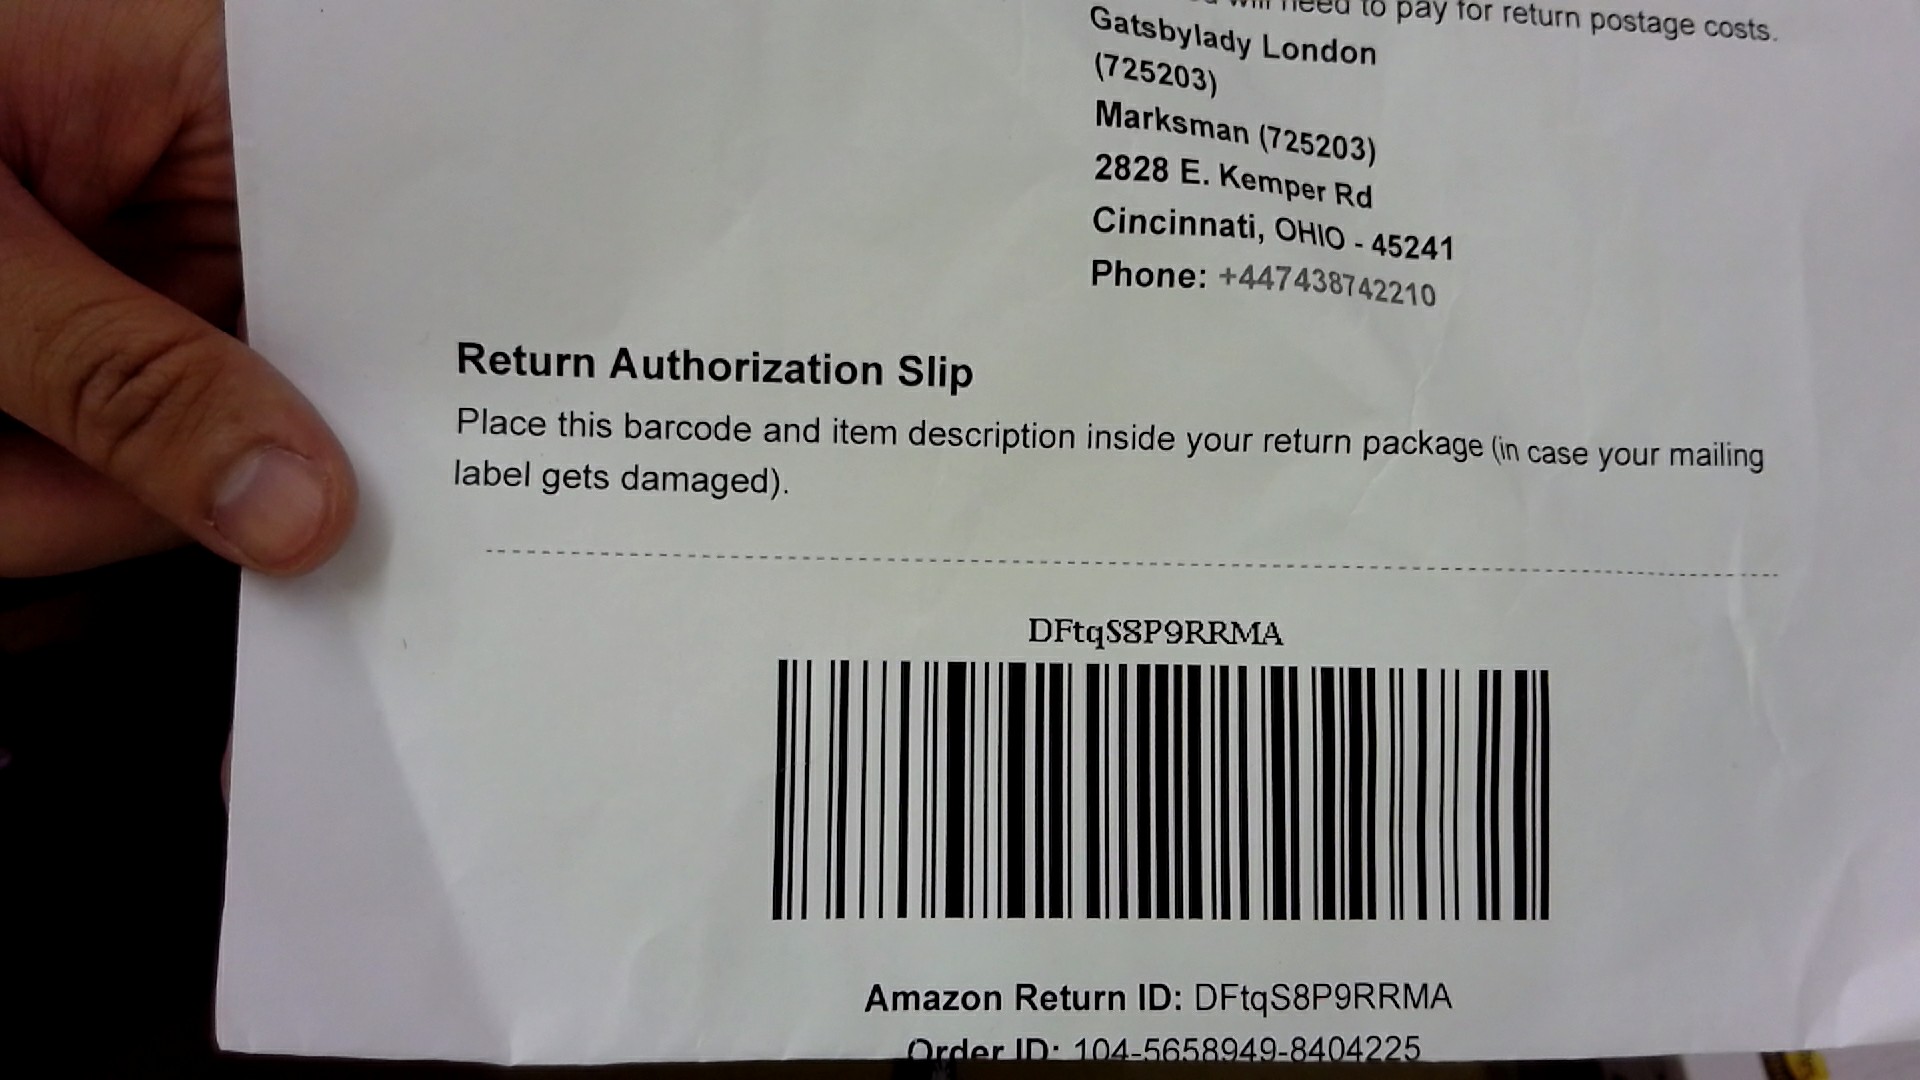 will need to pay for return postage costs.
Gatsbylady London
(725203)
Marksman (725203)
2828 E. Kemper Rd
Cincinnati, OHIO - 45241
Phone: +447438742210
Return Authorization Slip
Place this barcode and item description inside your return package (in case your mailing
label gets damaged).
DFtqS8P9RRMA
Amazon Return ID: DFtqS8P9RRMA
Order ID: 104-5658949-8404225